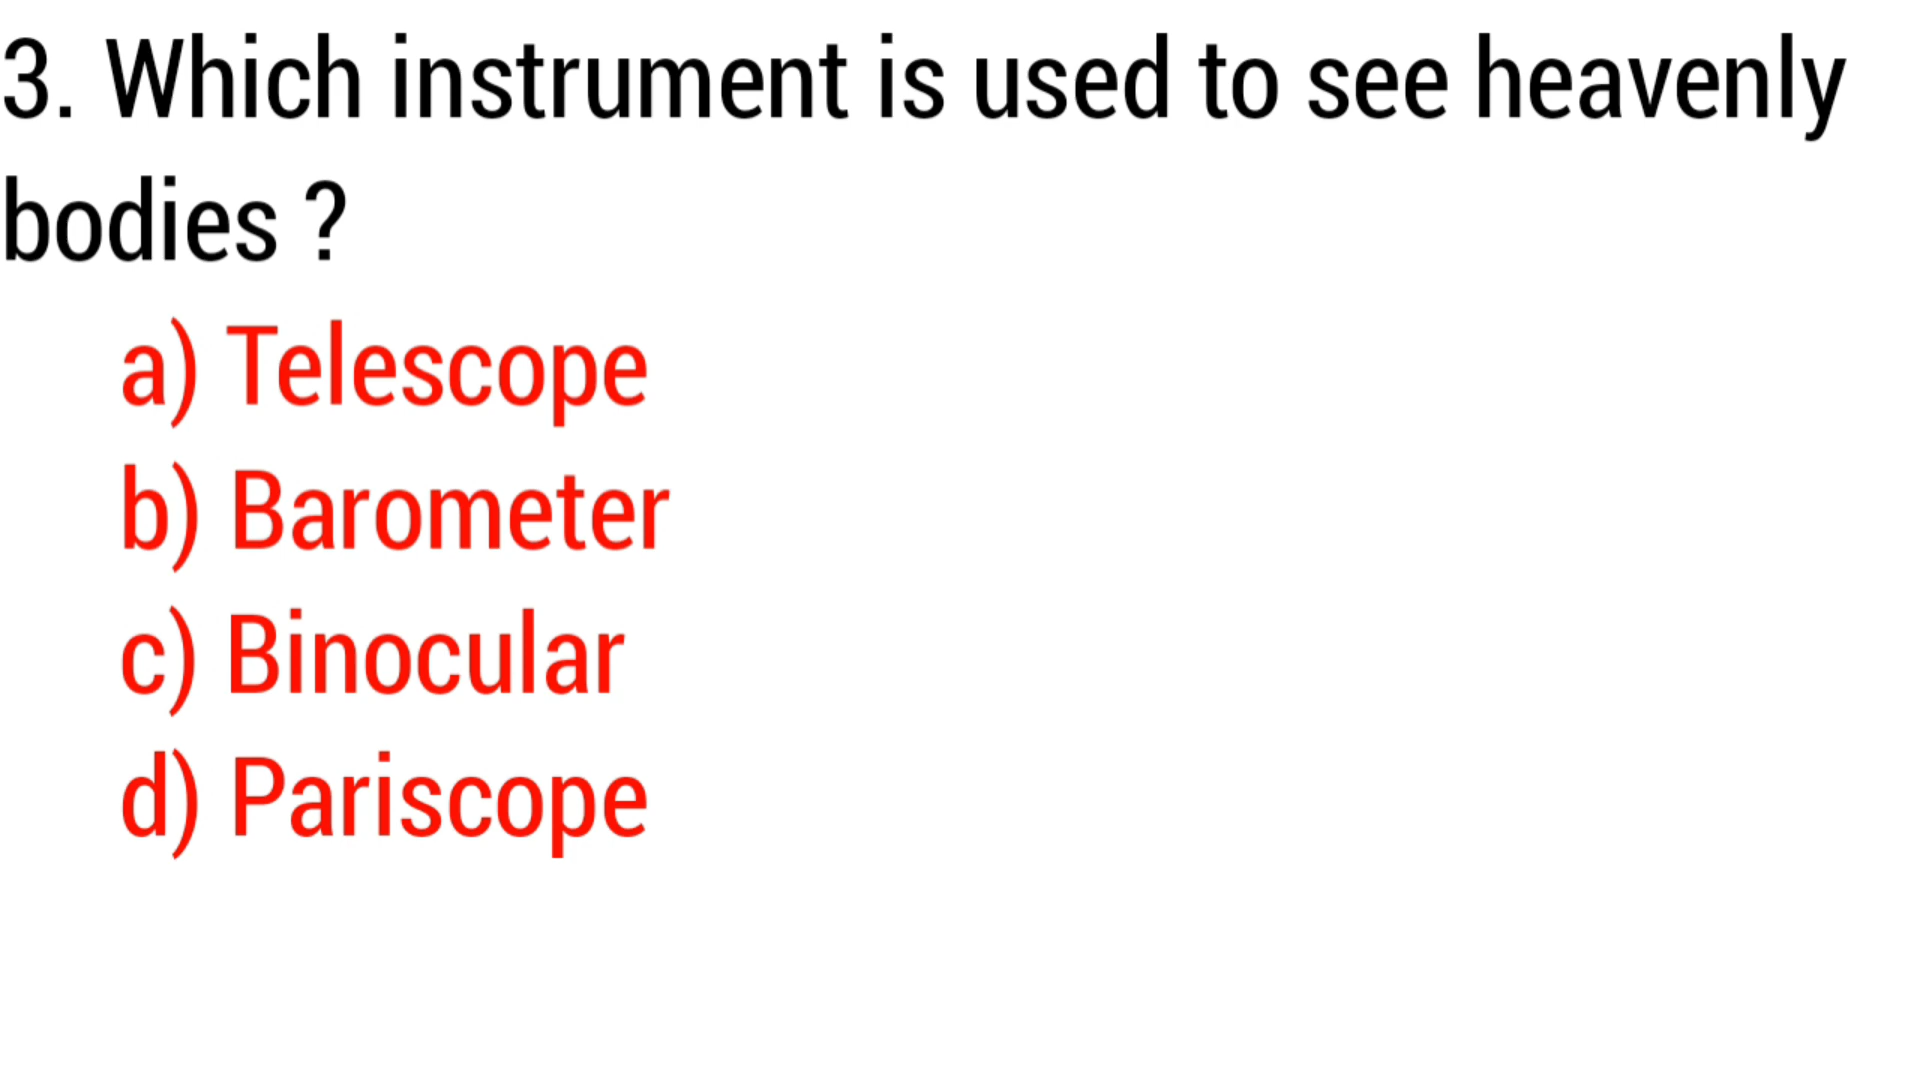 3. Which instrument is used to see heavenly
bodies ?
a) Telescope
b) Barometer
c) Binocular
d) Pariscope